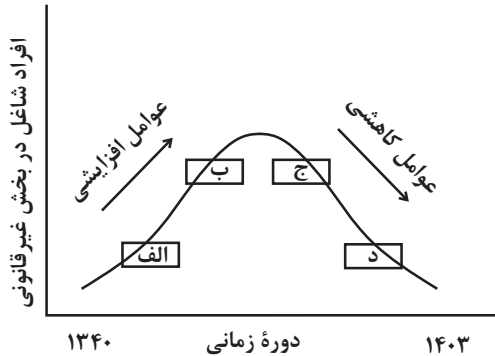 افراد شاغل در بخش غیرقانونی
عوامل افزایشی
عوامل کاهشی
ب
ج
الف
د
۱۳۴۰
دورهٔ زمانی
۱۴۰۳